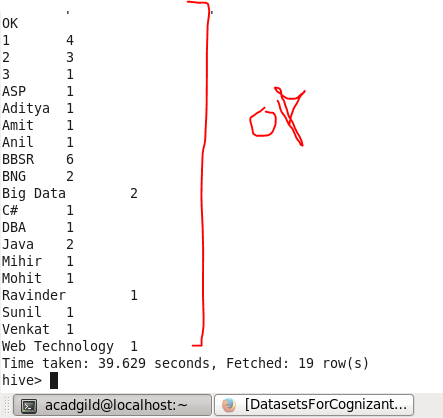 OK
1 4
2 3
3 1
ASP 1
Aditya 1
Amit 1
Anil 1
BBSR 6
BNG 2
Big Data 2
C# 1
DBA 1
Java 2
Mihir 1
Mohit 1
Ravinder 1
Sunil 1
Venkat 1
Web Technology 1
Time taken: 39.629 seconds, Fetched: 19 row(s)
hive>
acadgild@localhost:~
[DatasetsForCognizant...